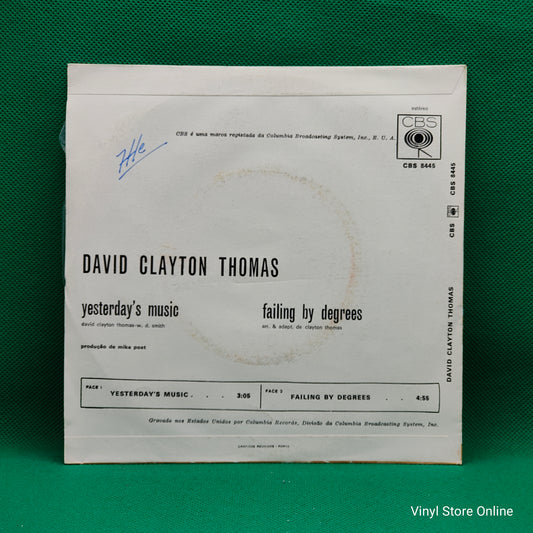 estéreo
CBS
CBS é uma marca registada da Columbia Broadcasting System, Inc., E. U. A.
CBS 8445
DAVID CLAYTON THOMAS CBS CBS 8445
DAVID CLAYTON THOMAS
yesterday's music
david clayton thomas-w. d. smith
failing by degrees
arr. & adapt. de clayton thomas
produção de mike post
FACE 1 YESTERDAY'S MUSIC . . . 3:05
FACE 2 FAILING BY DEGREES . . 4:55
Gravado nos Estados Unidos por Columbia Records, Divisão da Columbia Broadcasting System, Inc.
Vinyl Store Online